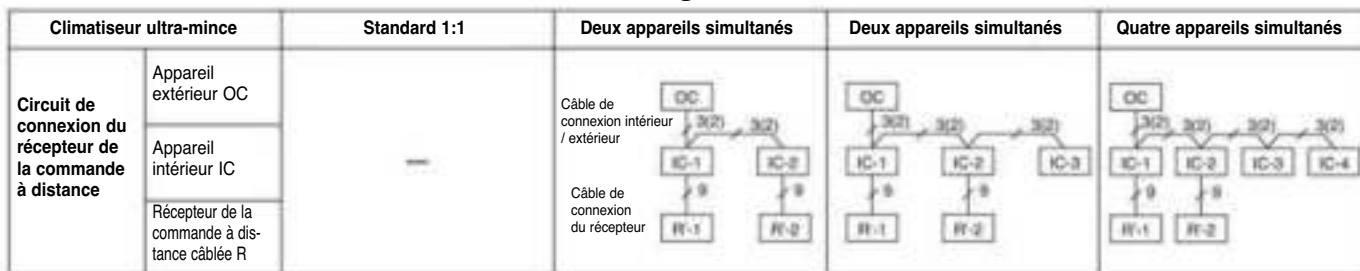 Climatiseur ultra-mince
Standard 1:1
Deux appareils simultanés
Deux appareils simultanés
Quatre appareils simultanés
Circuit de
connexion du
récepteur de
la commande
à distance
Appareil
extérieur OC
Appareil
intérieur IC
Récepteur de la
commande à dis-
tance câblée R
—
Câble de
connexion intérieur
/ extérieur
Câble de
connexion
du récepteur
OC
3(2) 3(2)
IC-1 IC-2
9 9
R'-1 R'-2
OC
3(2) 3(2) 3(2)
IC-1 IC-2 IC-3
9 9
R'-1 R'-2
OC
3(2) 3(2) 3(2) 3(2)
IC-1 IC-2 IC-3 IC-4
9 9
R'-1 R'-2